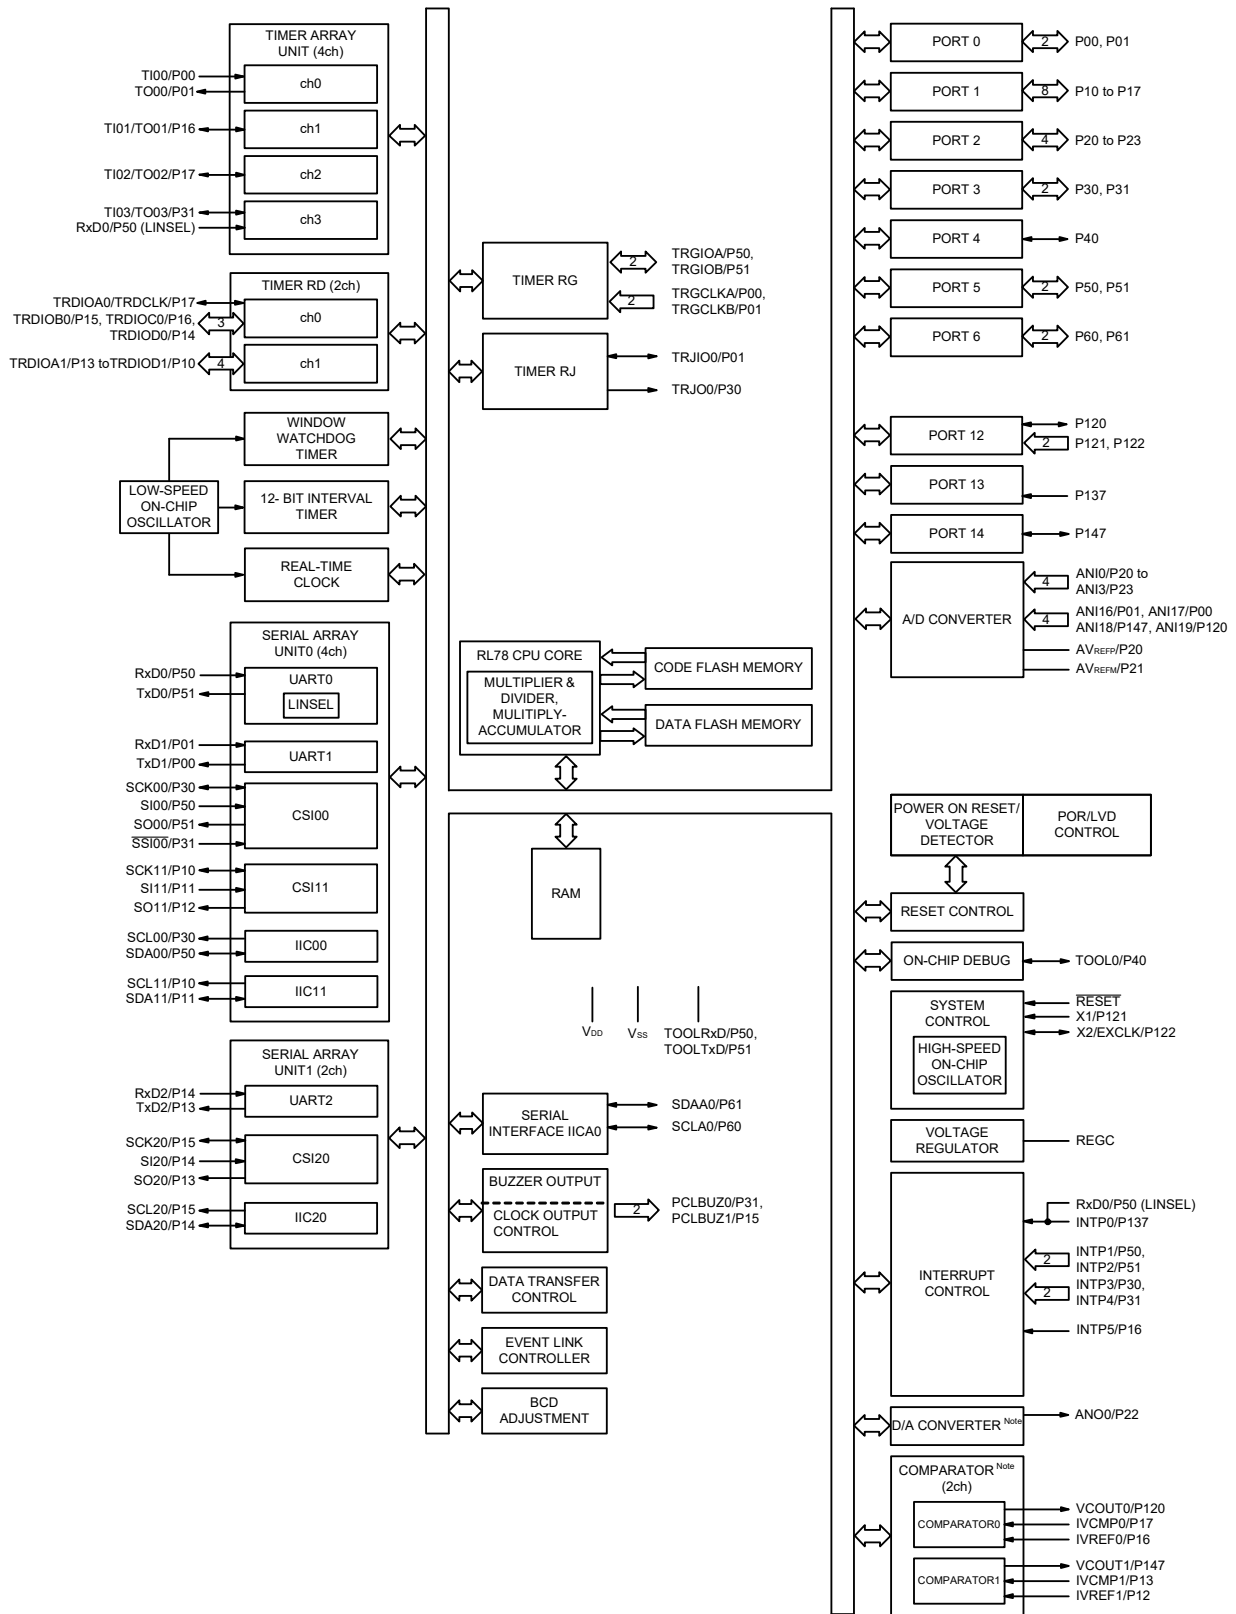 TIMER ARRAY
UNIT (4ch)
TI00/P00
TO00/P01
ch0
TI01/TO01/P16
ch1
TI02/TO02/P17
ch2
TI03/TO03/P31
RxD0/P50 (LINSEL)
ch3
TIMER RD (2ch)
TRDIOA0/TRDCLK/P17
TRDIOB0/P15, TRDIOC0/P16,
TRDIOD0/P14
3
ch0
TRDIOA1/P13 toTRDIOD1/P10
4
ch1
WINDOW
WATCHDOG
TIMER
LOW-SPEED
ON-CHIP
OSCILLATOR
12- BIT INTERVAL
TIMER
REAL-TIME
CLOCK
SERIAL ARRAY
UNIT0 (4ch)
RxD0/P50
TxD0/P51
UART0
LINSEL
RxD1/P01
TxD1/P00
UART1
SCK00/P30
SI00/P50
SO00/P51
SSI00/P31
CSI00
SCK11/P10
SI11/P11
SO11/P12
CSI11
SCL00/P30
SDA00/P50
IIC00
SCL11/P10
SDA11/P11
IIC11
SERIAL ARRAY
UNIT1 (2ch)
RxD2/P14
TxD2/P13
UART2
SCK20/P15
SI20/P14
SO20/P13
CSI20
SCL20/P15
SDA20/P14
IIC20
TIMER RG
2
TRGIOA/P50,
TRGIOB/P51
2
TRGCLKA/P00,
TRGCLKB/P01
TIMER RJ
TRJIO0/P01
TRJO0/P30
RL78 CPU CORE
MULTIPLIER &
DIVIDER,
MULITIPLY-
ACCUMULATOR
CODE FLASH MEMORY
DATA FLASH MEMORY
RAM
VDD
VSS
TOOLRxD/P50,
TOOLTxD/P51
SERIAL
INTERFACE IICA0
SDAA0/P61
SCLA0/P60
BUZZER OUTPUT
CLOCK OUTPUT
CONTROL
2
PCLBUZ0/P31,
PCLBUZ1/P15
DATA TRANSFER
CONTROL
EVENT LINK
CONTROLLER
BCD
ADJUSTMENT
PORT 0
2
P00, P01
PORT 1
8
P10 to P17
PORT 2
4
P20 to P23
PORT 3
2
P30, P31
PORT 4
P40
PORT 5
2
P50, P51
PORT 6
2
P60, P61
PORT 12
P120
2
P121, P122
PORT 13
P137
PORT 14
P147
A/D CONVERTER
4
ANI0/P20 to
ANI3/P23
4
ANI16/P01, ANI17/P00
ANI18/P147, ANI19/P120
AVREFP/P20
AVREFM/P21
POWER ON RESET/
VOLTAGE
DETECTOR
POR/LVD
CONTROL
RESET CONTROL
ON-CHIP DEBUG
TOOL0/P40
SYSTEM
CONTROL
HIGH-SPEED
ON-CHIP
OSCILLATOR
RESET
X1/P121
X2/EXCLK/P122
VOLTAGE
REGULATOR
REGC
INTERRUPT
CONTROL
RxD0/P50 (LINSEL)
INTP0/P137
2
INTP1/P50,
INTP2/P51
2
INTP3/P30,
INTP4/P31
INTP5/P16
D/A CONVERTER Note
ANO0/P22
COMPARATOR Note
(2ch)
COMPARATOR0
VCOUT0/P120
IVCMP0/P17
IVREF0/P16
COMPARATOR1
VCOUT1/P147
IVCMP1/P13
IVREF1/P12